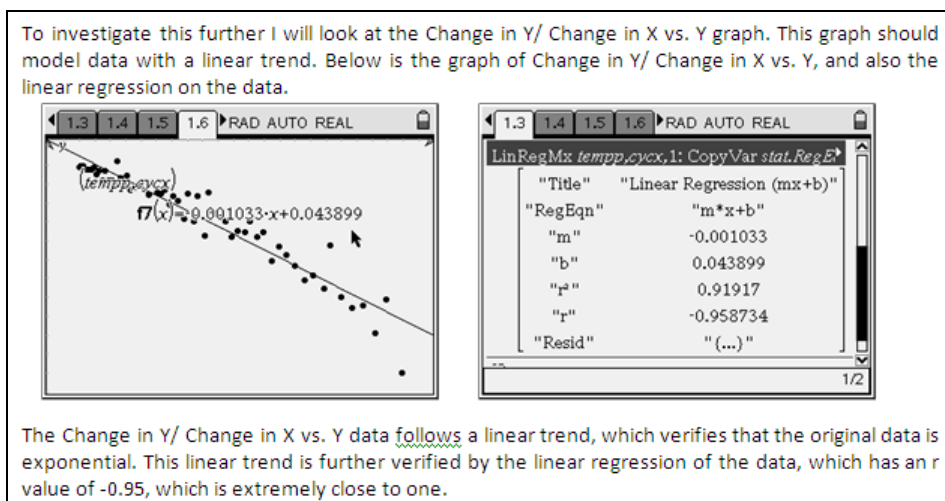 To investigate this further I will look at the Change in Y/ Change in X vs. Y graph. This graph should
model data with a linear trend. Below is the graph of Change in Y/ Change in X vs. Y, and also the
linear regression on the data.
1.3 1.4 1.5 1.6 RAD AUTO REAL
y
(tempp,cycx)
f7(x)=-0.001033·x+0.043899
1.3 1.4 1.5 1.6 RAD AUTO REAL
LinRegMx tempp,cycx,1: CopyVar stat.RegE
"Title" "Linear Regression (mx+b)"
"RegEqn" "m*x+b"
"m" -0.001033
"b" 0.043899
"r²" 0.91917
"r" -0.958734
"Resid" "(...)"
1/2
The Change in Y/ Change in X vs. Y data follows a linear trend, which verifies that the original data is
exponential. This linear trend is further verified by the linear regression of the data, which has an r
value of -0.95, which is extremely close to one.